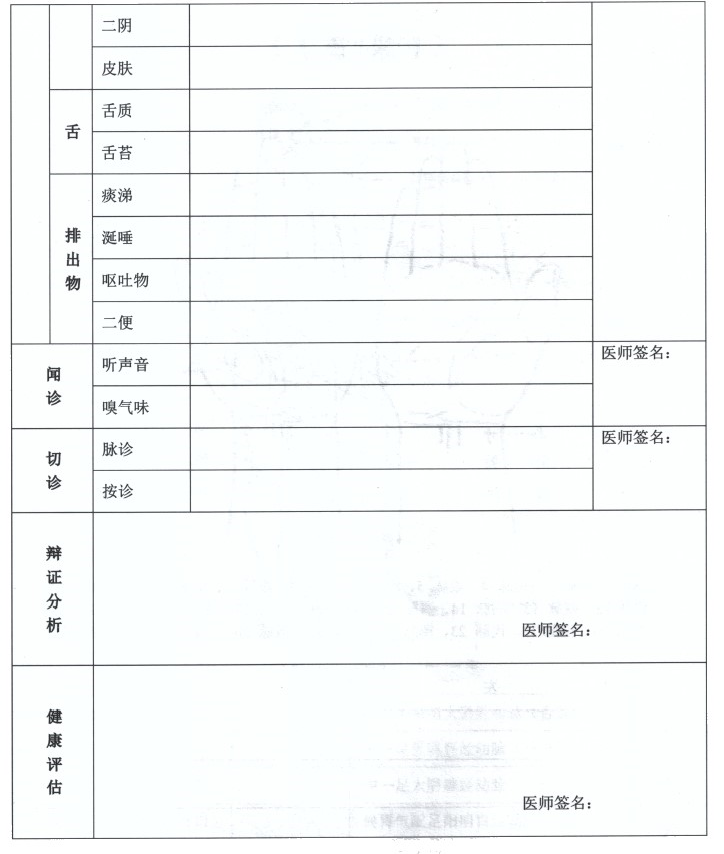 二阴
皮肤
舌
舌质
舌苔
排出物
痰涕
涎唾
呕吐物
二便
闻诊
听声音
医师签名：
嗅气味
切诊
脉诊
医师签名：
按诊
辩证分析
医师签名：
健康评估
医师签名：